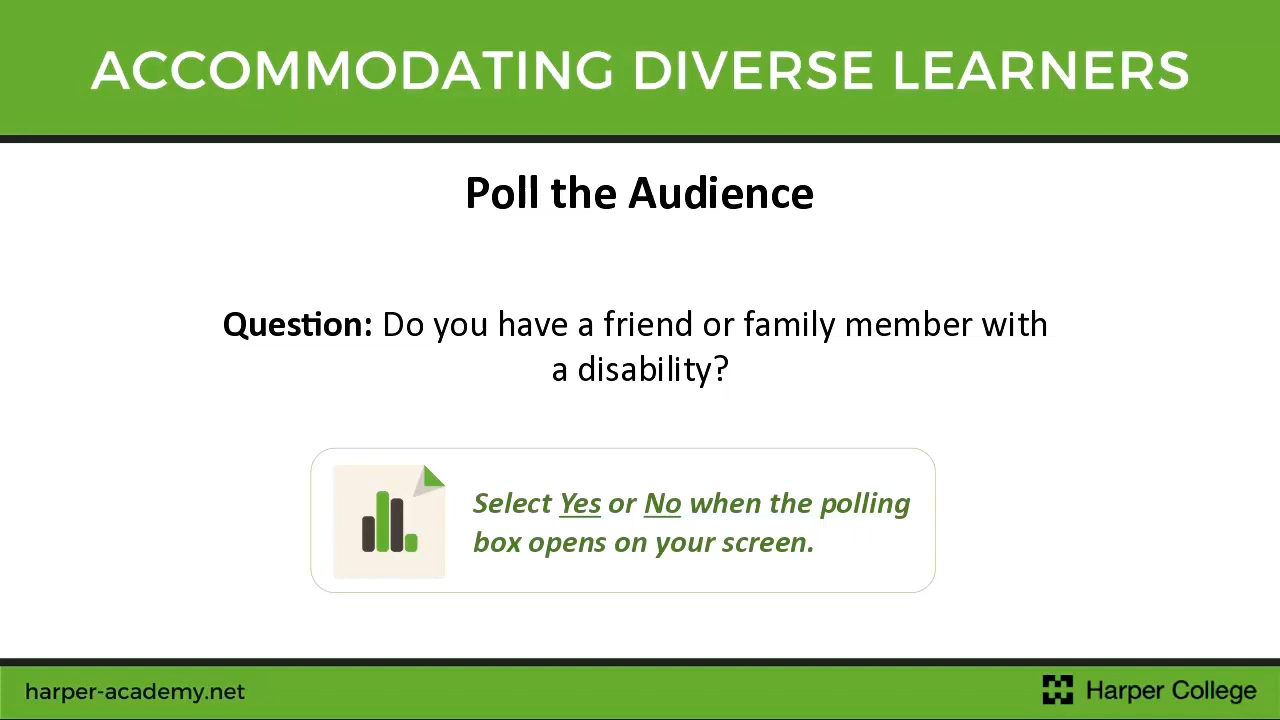 ACCOMMODATING DIVERSE LEARNERS
Poll the Audience
Question: Do you have a friend or family member with
a disability?
Select Yes or No when the polling
box opens on your screen.
harper-academy.net
Harper College